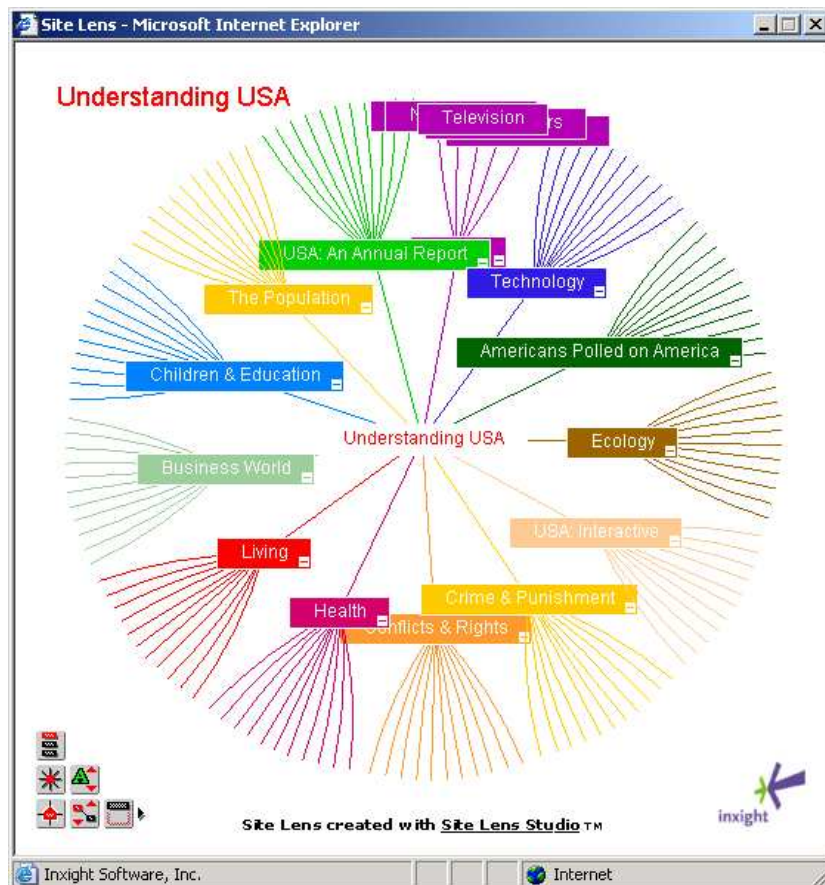 Site Lens - Microsoft Internet Explorer
Understanding USA
Television
rs
USA: An Annual Report
Technology
The Population
Americans Polled on America
Children & Education
Understanding USA
Ecology
Business World
USA: Interactive
Living
Crime & Punishment
Health
Conflicts & Rights
inxight
Site Lens created with Site Lens Studio TM
Inxight Software, Inc.
Internet